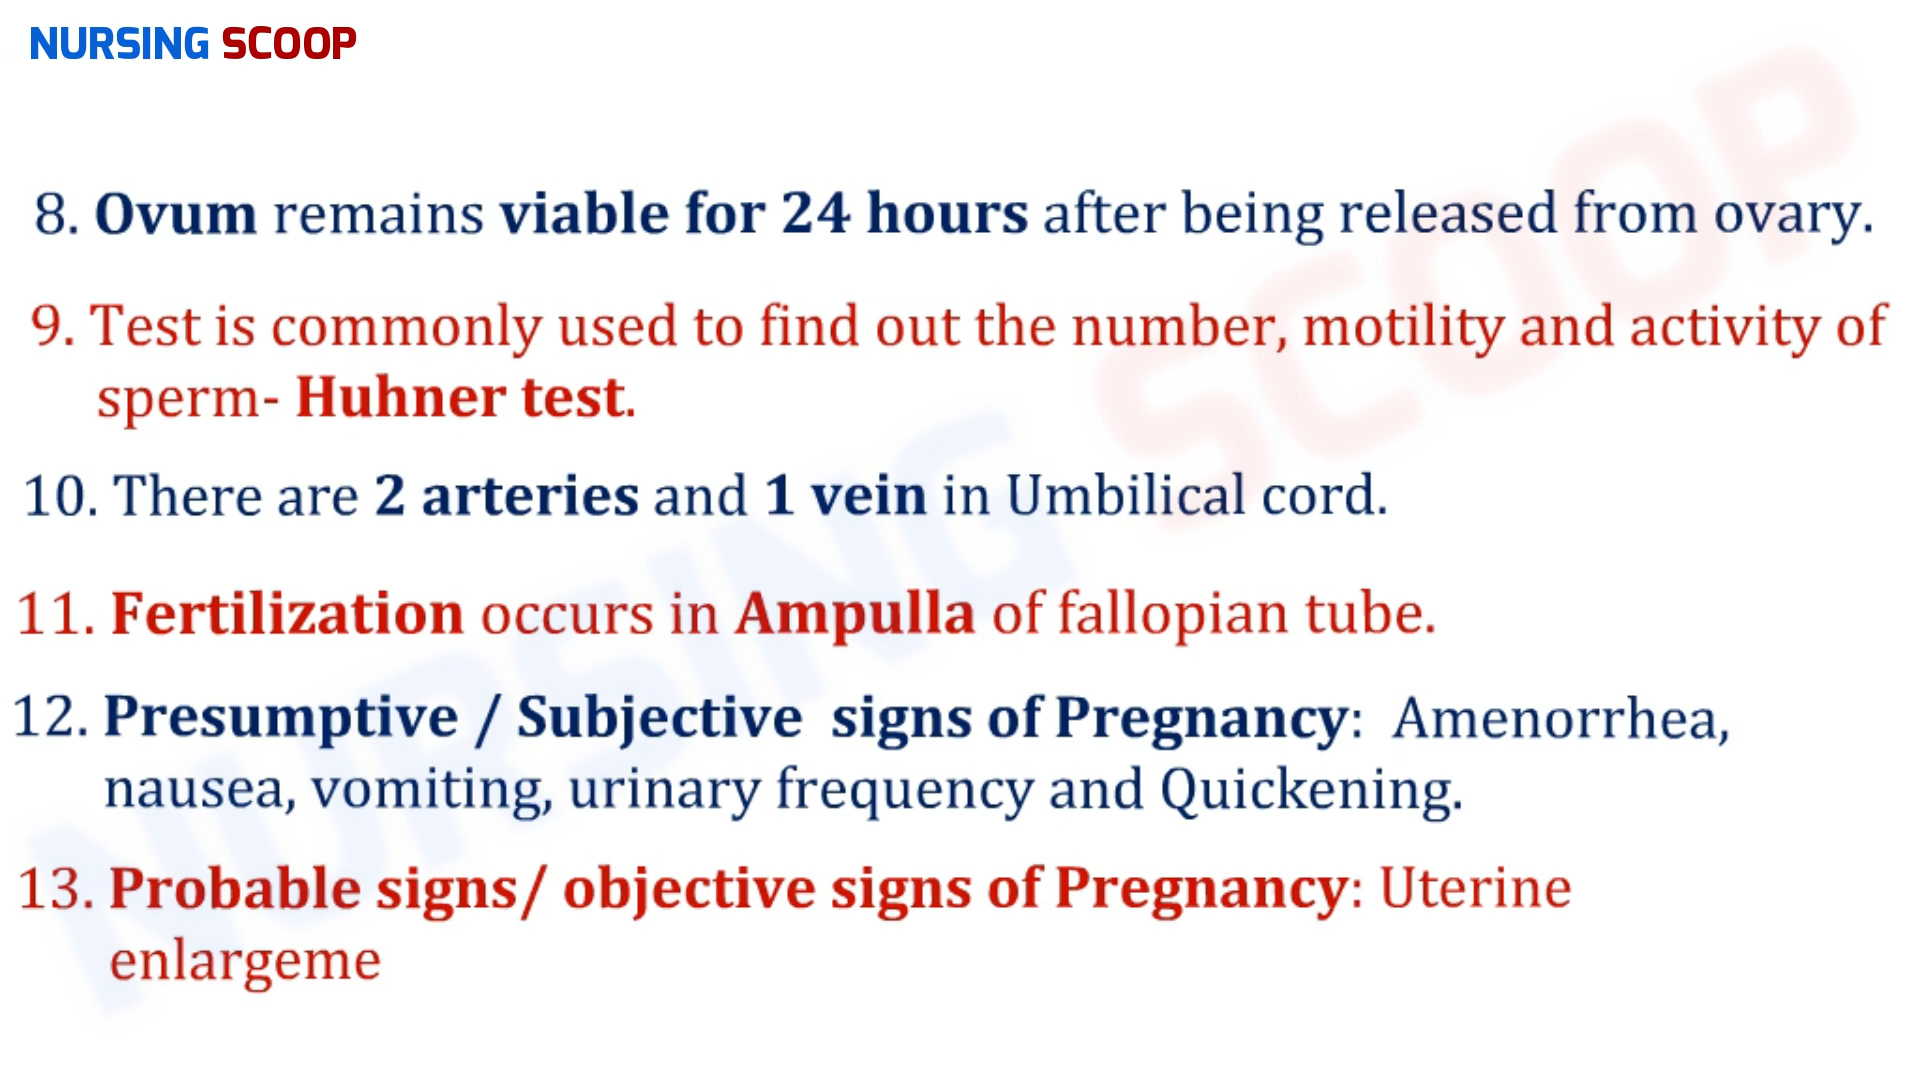 NURSING SCOOP
8. Ovum remains viable for 24 hours after being released from ovary.
9. Test is commonly used to find out the number, motility and activity of
sperm- Huhner test.
10. There are 2 arteries and 1 vein in Umbilical cord.
11. Fertilization occurs in Ampulla of fallopian tube.
12. Presumptive / Subjective signs of Pregnancy: Amenorrhea,
nausea, vomiting, urinary frequency and Quickening.
13. Probable signs/ objective signs of Pregnancy: Uterine
enlargeme
NURSING SCOOP